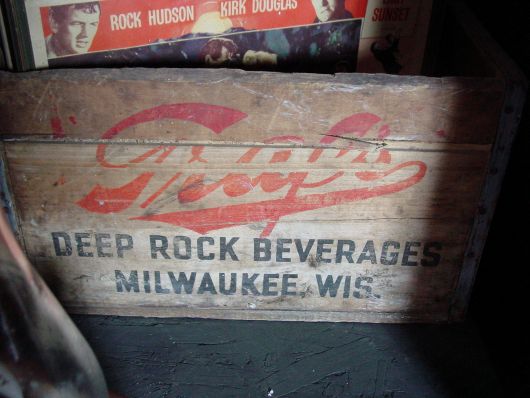 ROCK HUDSON KIRK DOUGLAS
SUNSET
DEEP ROCK BEVERAGES
MILWAUKEE, WIS.